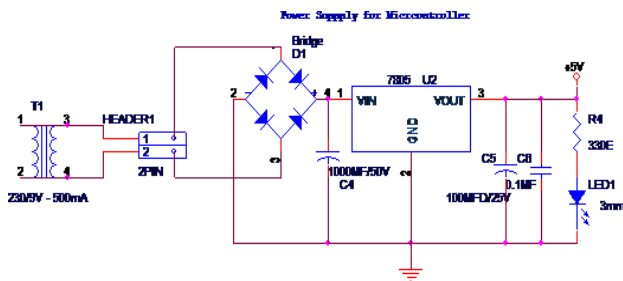 Power Suppply for Microcontroller
Bridge
D1
7805 U2
+5V
T1
HEADER1
2 4 1 3
VIN VOUT
GND
1 3
1
2
R4
330E
3
2
C5 C6
2 4
2PIN
1000MF/50V
C4
0.1MF
LED1
230/9V - 500mA
100MFD/25V
3mm